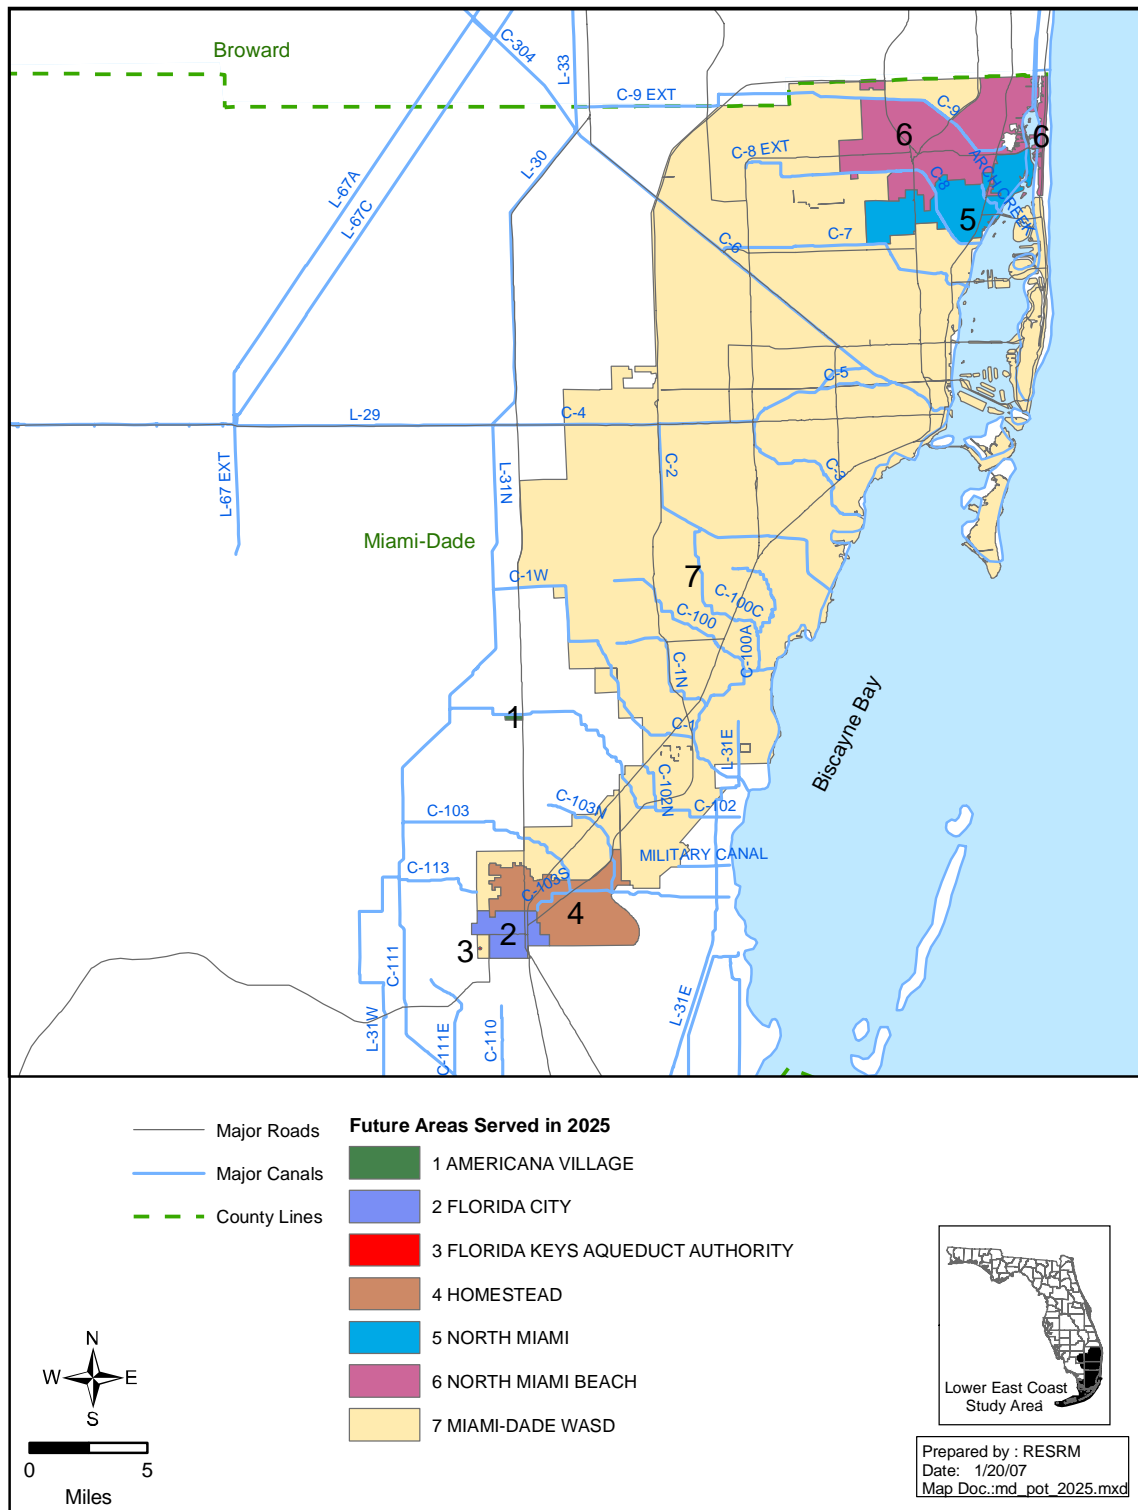 Broward
C-304
L-33
C-9 EXT
C-9
6
6
L-30
C-8 EXT
ARCH CREEK
L-67A
C-8
L-67C
5
C-7
C-6
C-5
L-29
C-4
C-2
C-3
L-67 EXT
L-31N
Miami-Dade
C-1W
7
C-100C
C-100
C-100A
C-1N
Biscayne Bay
1
C-1
L-31E
C-102N
C-103N
C-102
C-103
MILITARY CANAL
C-113
C-103S
4
2
3
C-111
L-31E
L-31W
C-111E
C-110
Major Roads
Major Canals
County Lines
Future Areas Served in 2025
1 AMERICANA VILLAGE
2 FLORIDA CITY
3 FLORIDA KEYS AQUEDUCT AUTHORITY
4 HOMESTEAD
5 NORTH MIAMI
6 NORTH MIAMI BEACH
7 MIAMI-DADE WASD
N
W E
S
0 5
Miles
Lower East Coast
Study Area
Prepared by : RESRM
Date: 1/20/07
Map Doc.:md_pot_2025.mxd